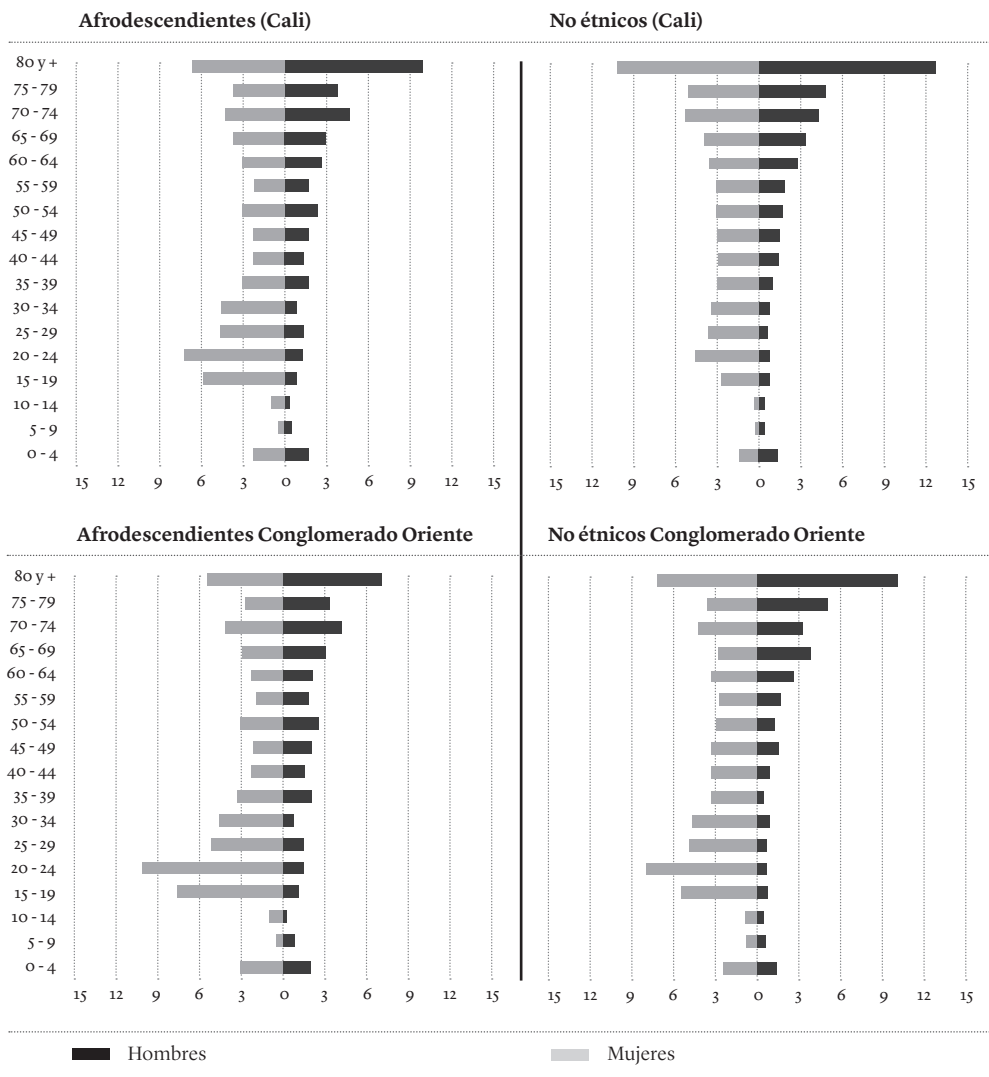 Afrodescendientes (Cali)
No étnicos (Cali)
80 y +
75 - 79
70 - 74
65 - 69
60 - 64
55 - 59
50 - 54
45 - 49
40 - 44
35 - 39
30 - 34
25 - 29
20 - 24
15 - 19
10 - 14
5 - 9
0 - 4
15 12 9 6 3 0 3 6 9 12 15
15 12 9 6 3 0 3 6 9 12 15
Afrodescendientes Conglomerado Oriente
No étnicos Conglomerado Oriente
80 y +
75 - 79
70 - 74
65 - 69
60 - 64
55 - 59
50 - 54
45 - 49
40 - 44
35 - 39
30 - 34
25 - 29
20 - 24
15 - 19
10 - 14
5 - 9
0 - 4
15 12 9 6 3 0 3 6 9 12 15
15 12 9 6 3 0 3 6 9 12 15
Hombres
Mujeres